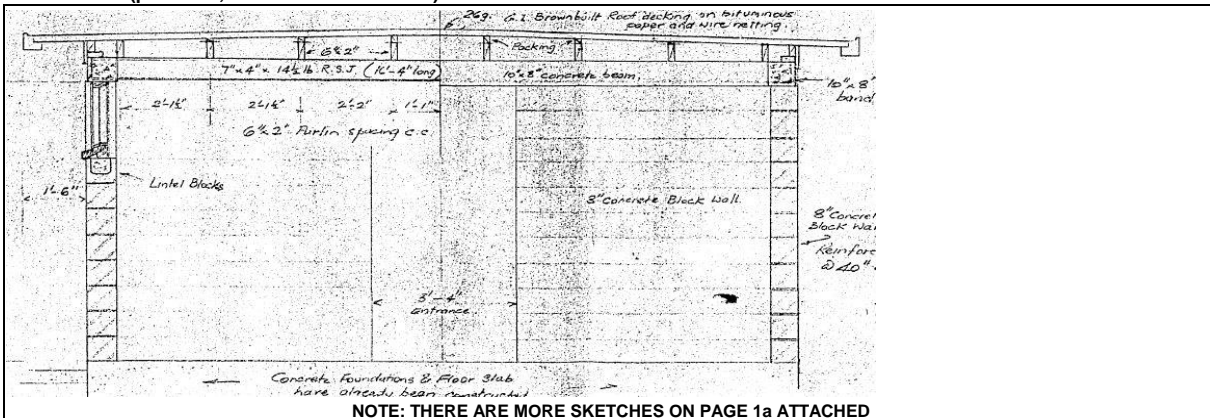 26g. G.I. Brownbuilt Roof decking on bituminous
paper and wire netting.
6"x 2"
Packing
7" x 4" x 14½ lb R.S.J. (16'-4" long)
10"x 8" concrete beam.
10"x 8"
band
2'-1½"
2'-1½"
2'-2"
1'-1"
6"x 2" Purlin spacing c.c.
Lintel Blocks
1'-6"
8" Concrete Block Wall.
8" Concre
Block Wa
Reinfor
@ 40"
3'-4"
entrance.
Concrete Foundations & Floor Slab
have already been constructed
NOTE: THERE ARE MORE SKETCHES ON PAGE 1a ATTACHED